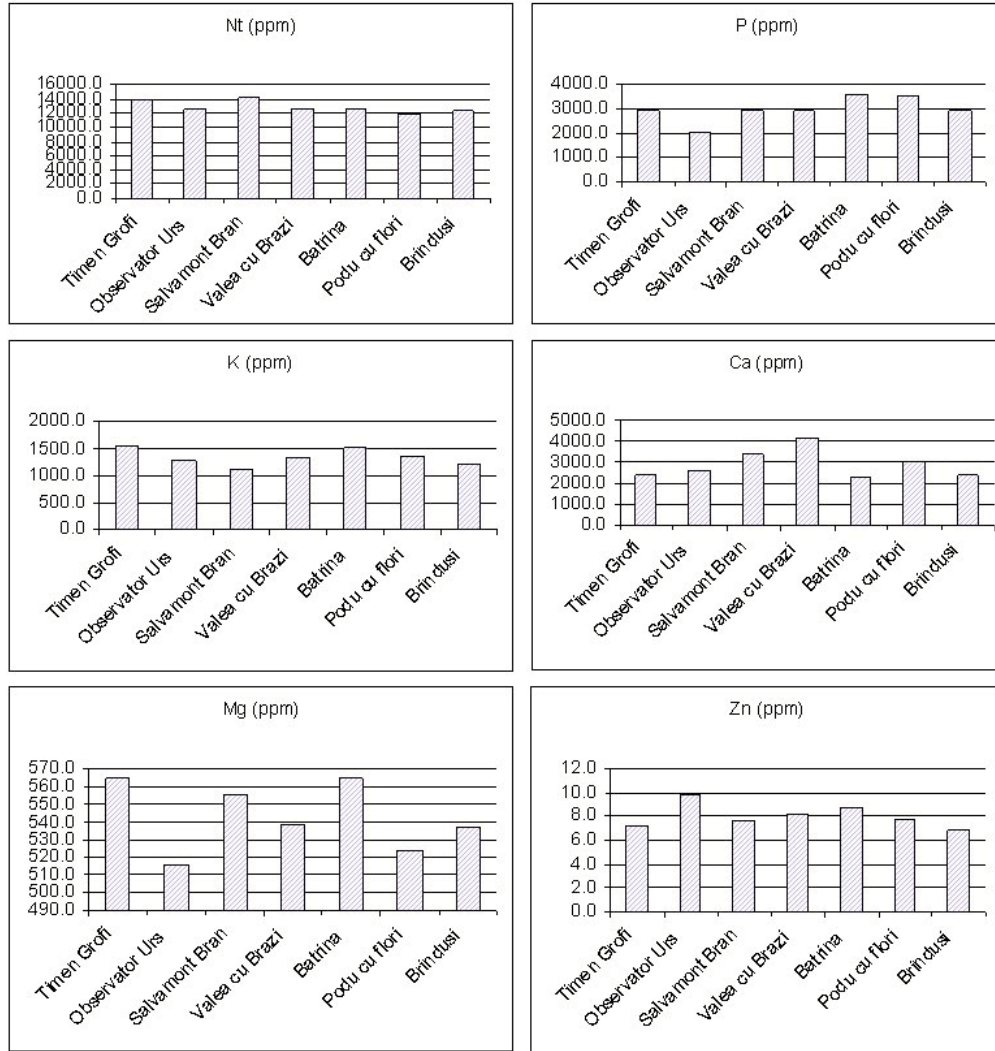 Nt (ppm)
16000.0
14000.0
12000.0
10000.0
8000.0
6000.0
4000.0
2000.0
0.0
Timen Grofi
Observator Urs
Salvamont Bran
Valea cu Brazi
Batrina
Podu cu flori
Brindusi
P (ppm)
4000.0
3000.0
2000.0
1000.0
0.0
Timen Grofi
Observator Urs
Salvamont Bran
Valea cu Brazi
Batrina
Podu cu flori
Brindusi
K (ppm)
2000.0
1500.0
1000.0
500.0
0.0
Timen Grofi
Observator Urs
Salvamont Bran
Valea cu Brazi
Batrina
Podu cu flori
Brindusi
Ca (ppm)
5000.0
4000.0
3000.0
2000.0
1000.0
0.0
Timen Grofi
Observator Urs
Salvamont Bran
Valea cu Brazi
Batrina
Podu cu flori
Brindusi
Mg (ppm)
570.0
560.0
550.0
540.0
530.0
520.0
510.0
500.0
490.0
Timen Grofi
Observator Urs
Salvamont Bran
Valea cu Brazi
Batrina
Podu cu flori
Brindusi
Zn (ppm)
12.0
10.0
8.0
6.0
4.0
2.0
0.0
Timen Grofi
Observator Urs
Salvamont Bran
Valea cu Brazi
Batrina
Podu cu flori
Brindusi